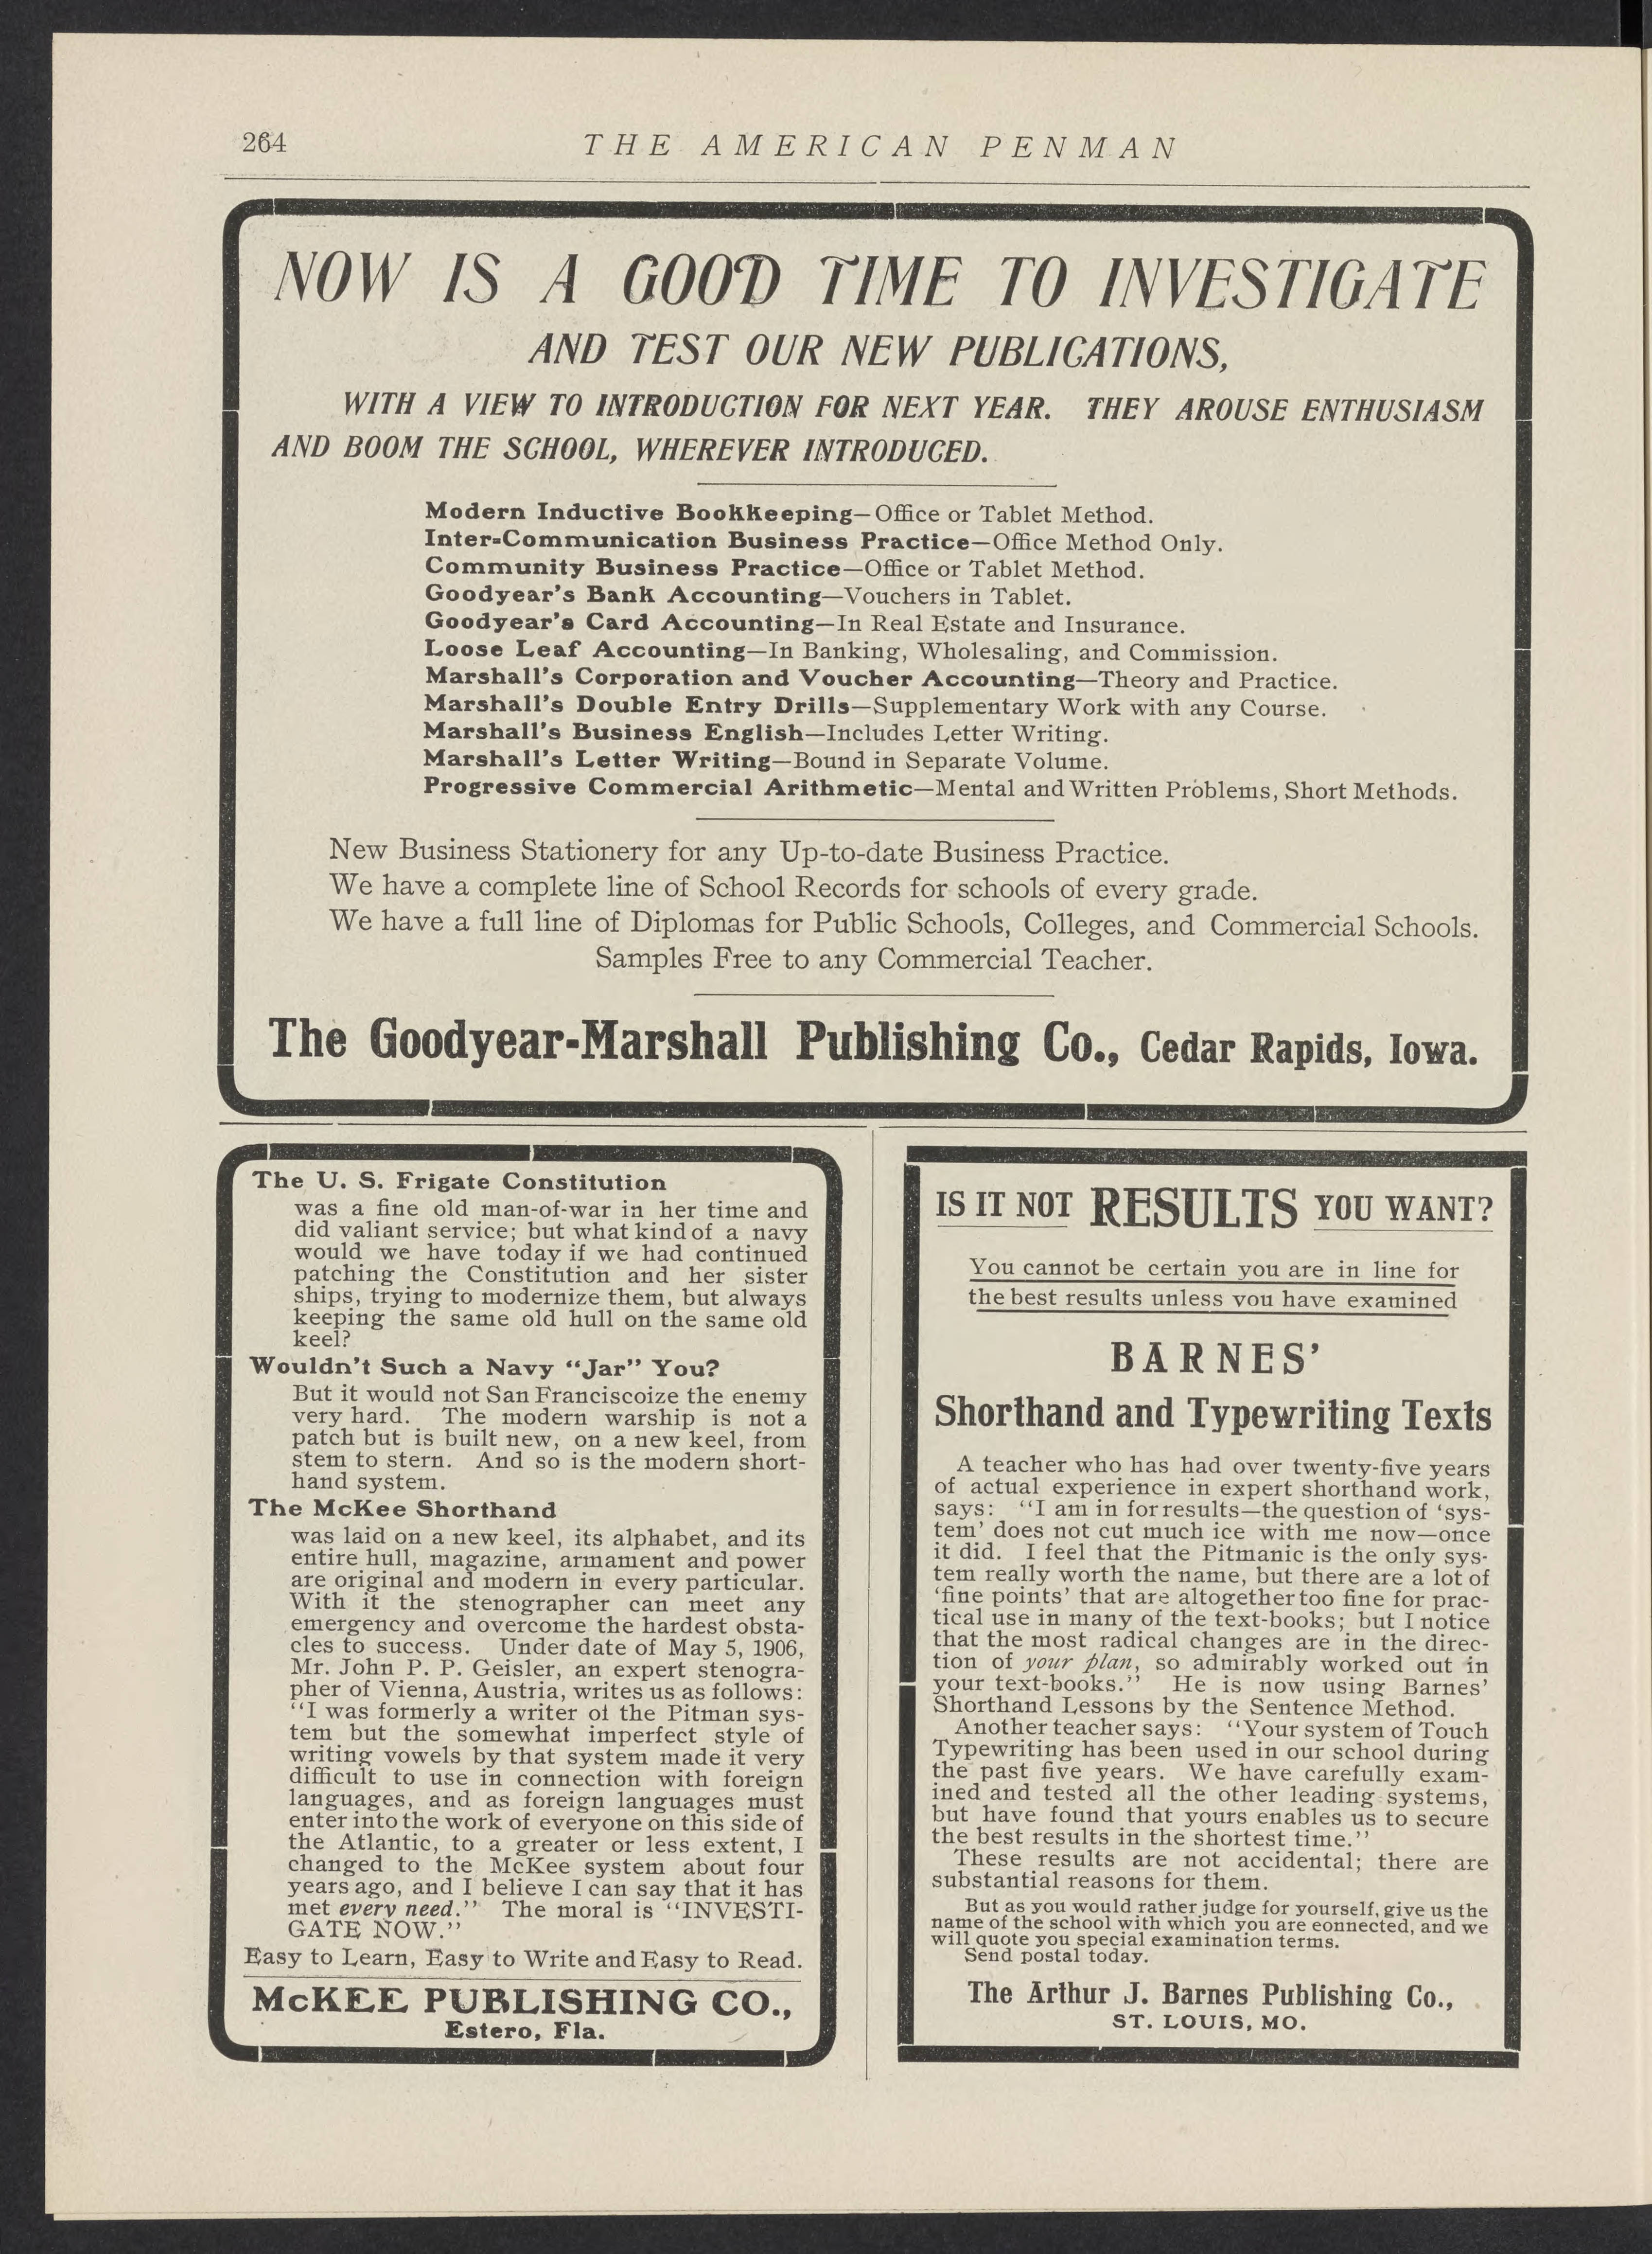 264
THE AMERICAN PENMAN
NOW IS A GOOD TIME TO INVESTIGATE
AND TEST OUR NEW PUBLICATIONS,
WITH A VIEW TO INTRODUCTION FOR NEXT YEAR. THEY AROUSE ENTHUSIASM
AND BOOM THE SCHOOL, WHEREVER INTRODUCED.
Modern Inductive Bookkeeping—Office or Tablet Method.
Inter-Communication Business Practice—Office Method Only.
Community Business Practice—Office or Tablet Method.
Goodyear's Bank Accounting—Vouchers in Tablet.
Goodyear's Card Accounting—In Real Estate and Insurance.
Loose Leaf Accounting—In Banking, Wholesaling, and Commission.
Marshall's Corporation and Voucher Accounting—Theory and Practice.
Marshall's Double Entry Drills—Supplementary Work with any Course.
Marshall's Business English—Includes Letter Writing.
Marshall's Letter Writing—Bound in Separate Volume.
Progressive Commercial Arithmetic—Mental and Written Problems, Short Methods.
New Business Stationery for any Up-to-date Business Practice.
We have a complete line of School Records for schools of every grade.
We have a full line of Diplomas for Public Schools, Colleges, and Commercial Schools.
Samples Free to any Commercial Teacher.
The Goodyear-Marshall Publishing Co., Cedar Rapids, Iowa.
The U. S. Frigate Constitution
was a fine old man-of-war in her time and
did valiant service; but what kind of a navy
would we have today if we had continued
patching the Constitution and her sister
ships, trying to modernize them, but always
keeping the same old hull on the same old
keel?
Wouldn't Such a Navy "Jar" You?
But it would not San Franciscoize the enemy
very hard. The modern warship is not a
patch but is built new, on a new keel, from
stem to stern. And so is the modern short-
hand system.
The McKee Shorthand
was laid on a new keel, its alphabet, and its
entire hull, magazine, armament and power
are original and modern in every particular.
With it the stenographer can meet any
emergency and overcome the hardest obsta-
cles to success. Under date of May 5, 1906,
Mr. John P. P. Geisler, an expert stenogra-
pher of Vienna, Austria, writes us as follows:
"I was formerly a writer of the Pitman sys-
tem but the somewhat imperfect style of
writing vowels by that system made it very
difficult to use in connection with foreign
languages, and as foreign languages must
enter into the work of everyone on this side of
the Atlantic, to a greater or less extent, I
changed to the McKee system about four
years ago, and I believe I can say that it has
met every need." The moral is "INVESTI-
GATE NOW."
Easy to Learn, Easy to Write and Easy to Read.
McKEE PUBLISHING CO.,
Estero, Fla.
IS IT NOT RESULTS YOU WANT?
You cannot be certain you are in line for
the best results unless you have examined
BARNES'
Shorthand and Typewriting Texts
A teacher who has had over twenty-five years
of actual experience in expert shorthand work,
says: "I am in for results—the question of 'sys-
tem' does not cut much ice with me now—once
it did. I feel that the Pitmanic is the only sys-
tem really worth the name, but there are a lot of
'fine points' that are altogether too fine for prac-
tical use in many of the text-books; but I notice
that the most radical changes are in the direc-
tion of your plan, so admirably worked out in
your text-books." He is now using Barnes'
Shorthand Lessons by the Sentence Method.
Another teacher says: "Your system of Touch
Typewriting has been used in our school during
the past five years. We have carefully exam-
ined and tested all the other leading systems,
but have found that yours enables us to secure
the best results in the shortest time."
These results are not accidental; there are
substantial reasons for them.
But as you would rather judge for yourself, give us the
name of the school with which you are eonnected, and we
will quote you special examination terms.
Send postal today.
The Arthur J. Barnes Publishing Co.,
ST. LOUIS, MO.